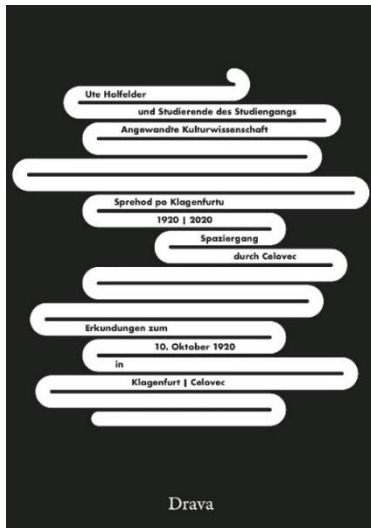 Ute Holfelder
und Studierende des Studiengangs
Angewandte Kulturwissenschaft
Sprehod po Klagenfurtu
1920 | 2020
Spaziergang
durch Celovec
Erkundungen zum
10. Oktober 1920
in
Klagenfurt | Celovec
Drava